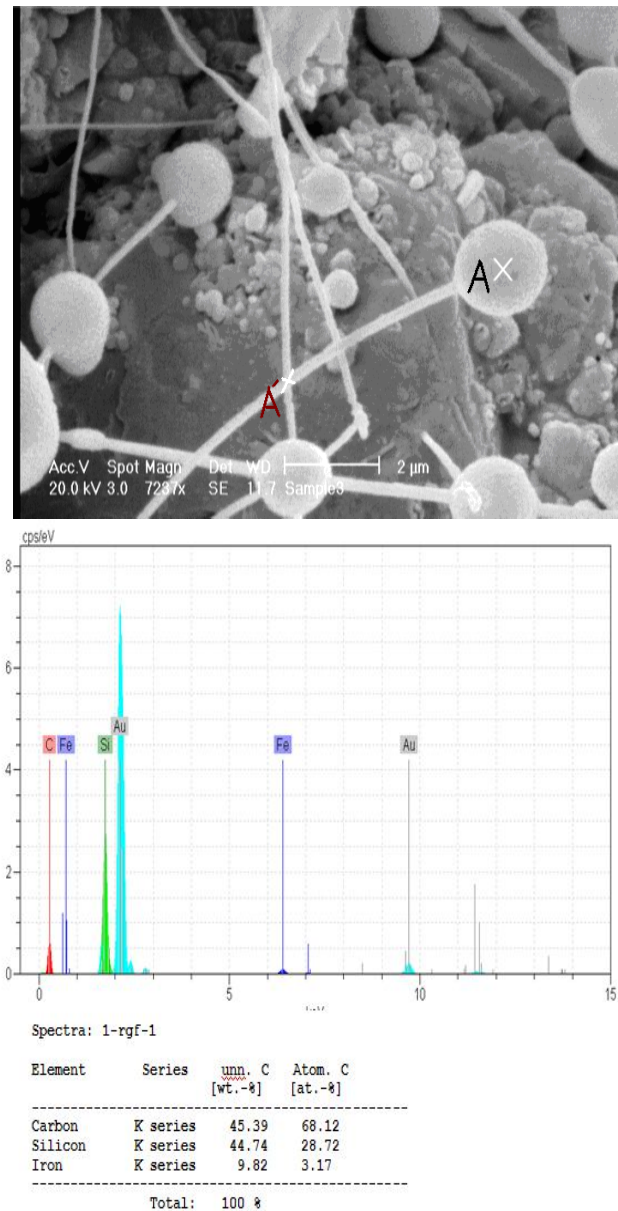 A
A
Acc.V Spot Magn Det WD 2 µm
20.0 kV 3.0 7237x SE 11.7 Sample3
cps/eV
8
6
4
2
0
C Fe Si Au Fe Au
0 5 10 15
Spectra: 1-rgf-1
Element Series unn. C Atom. C
[wt.-%] [at.-%]
Carbon K series 45.39 68.12
Silicon K series 44.74 28.72
Iron K series 9.82 3.17
Total: 100 %